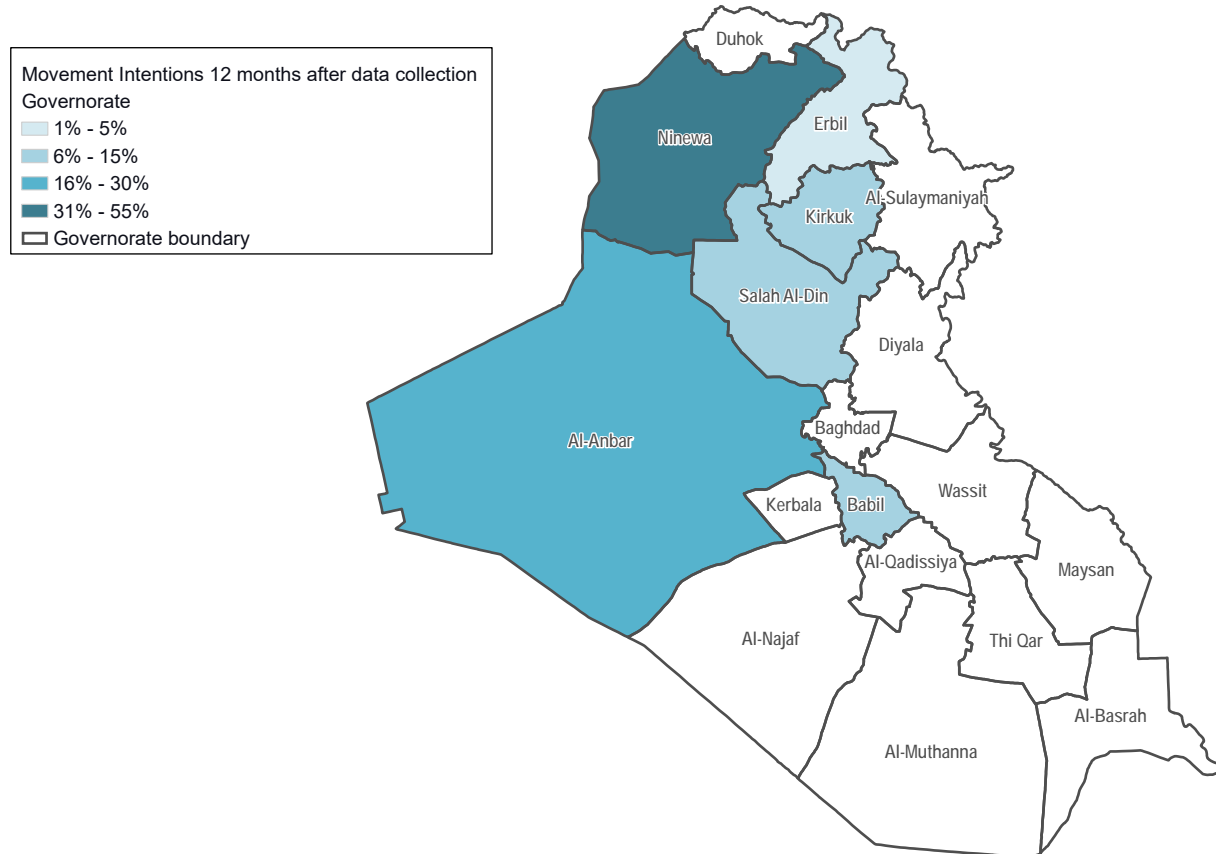 Movement Intentions 12 months after data collection
Governorate
1% - 5%
6% - 15%
16% - 30%
31% - 55%
Governorate boundary
Duhok
Ninewa
Erbil
Al-Sulaymaniyah
Kirkuk
Salah Al-Din
Diyala
Baghdad
Al-Anbar
Wassit
Kerbala
Babil
Al-Qadissiya
Maysan
Al-Najaf
Thi Qar
Al-Basrah
Al-Muthanna